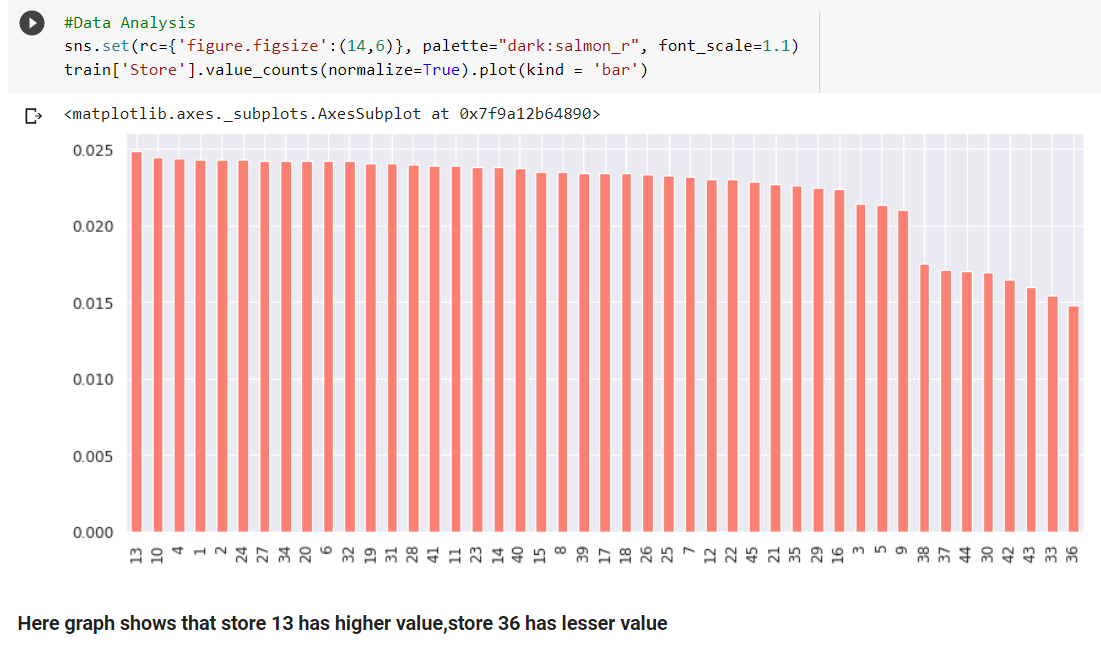 #Data Analysis
sns.set(rc={'figure.figsize':(14,6)}, palette="dark:salmon_r", font_scale=1.1)
train['Store'].value_counts(normalize=True).plot(kind = 'bar')
<matplotlib.axes._subplots.AxesSubplot at 0x7f9a12b64890>
0.025
0.020
0.015
0.010
0.005
0.000
13 10 4 1 2 24 27 34 20 6 32 19 31 28 41 11 23 14 40 15 8 39 17 18 26 25 7 12 22 45 21 35 29 16 3 5 9 38 37 44 30 42 43 33 36
Here graph shows that store 13 has higher value,store 36 has lesser value